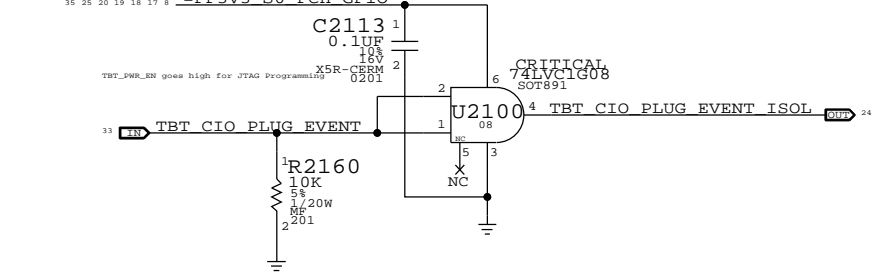 35 25 20 19 18 17 8
=PP3V3_S0_PCH_GPIO
C2113
1
0.1UF
10%
16V
X5R-CERM
2
0201
TBT_PWR_EN goes high for JTAG Programming
6
CRITICAL
74LVC1G08
SOT891
2
U2100
08
4
TBT_CIO_PLUG_EVENT_ISOL
OUT
24
33
IN
TBT_CIO_PLUG_EVENT
1
NC
5
3
NC
1
R2160
10K
5%
1/20W
MF
201
2